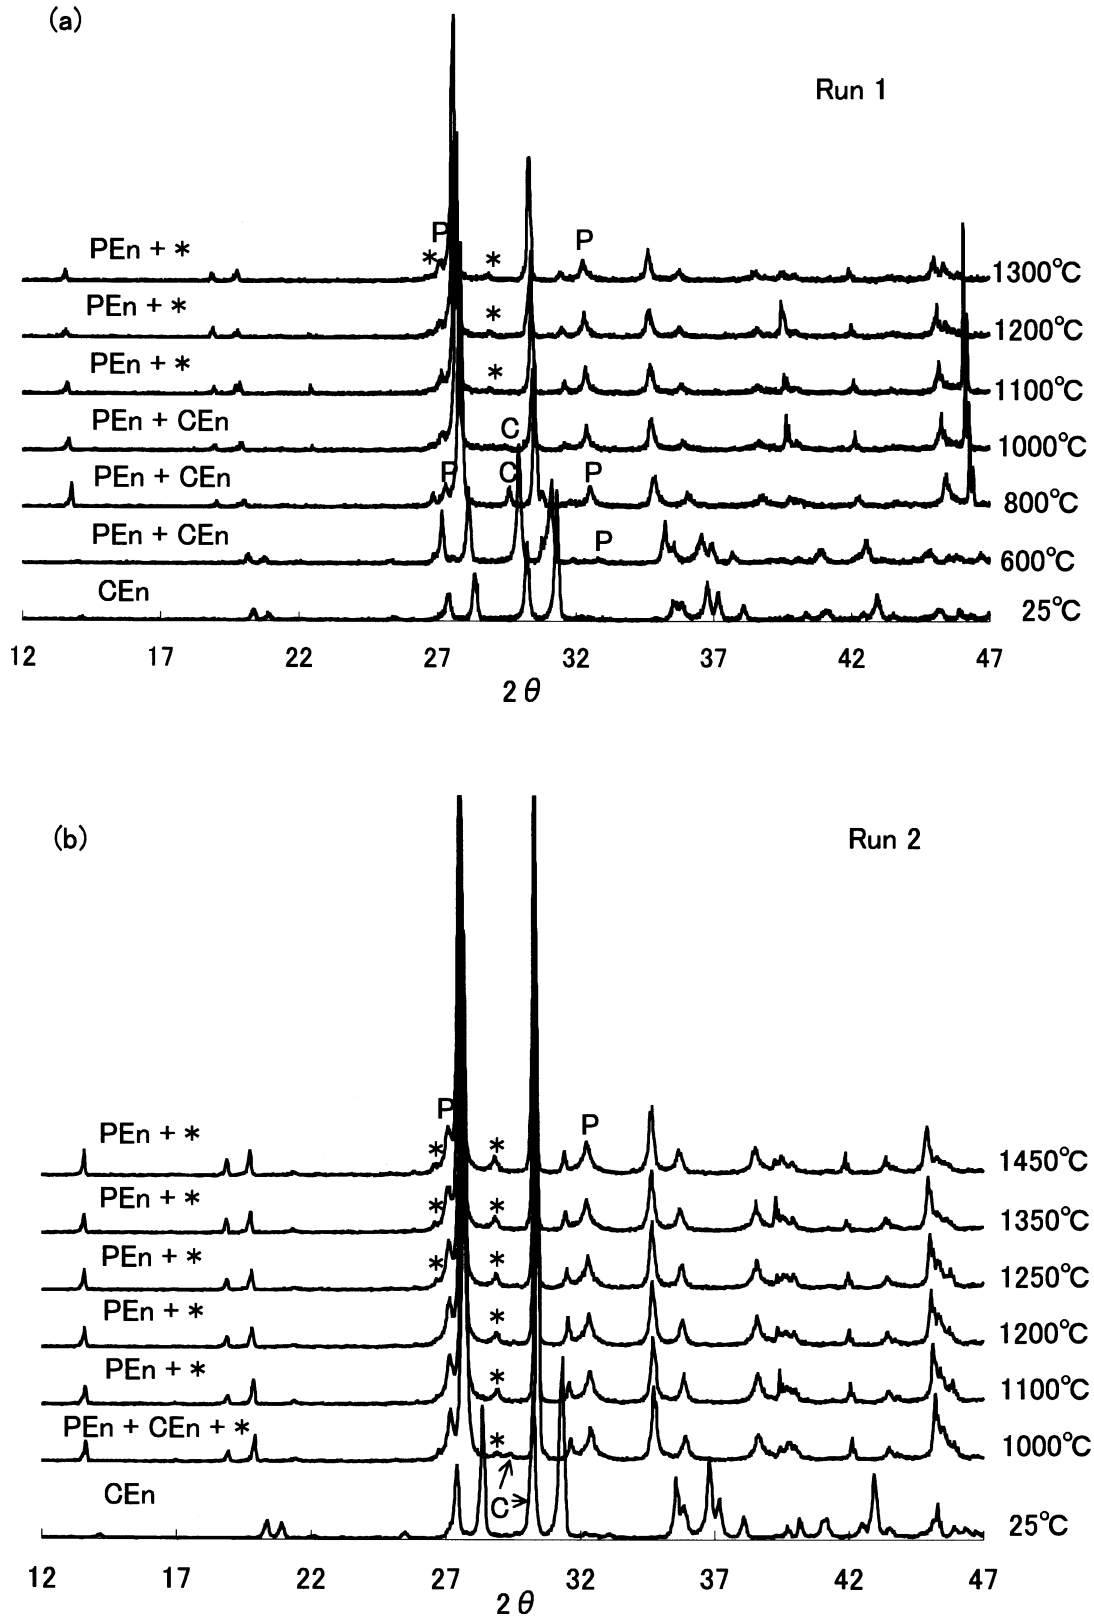 (a)
Run 1
P
PEn + *
*
*
P
1300℃
PEn + *
*
1200℃
PEn + *
*
1100℃
PEn + CEn
C
1000℃
PEn + CEn
P
C
P
800℃
PEn + CEn
P
600℃
CEn
25℃
12 17 22 27 32 37 42 47
2θ
(b)
Run 2
P
P
PEn + *
*
*
1450℃
PEn + *
*
*
1350℃
PEn + *
*
*
1250℃
PEn + *
*
1200℃
PEn + *
*
1100℃
PEn + CEn + *
*
1000℃
CEn
C
25℃
12 17 22 27 32 37 42 47
2θ